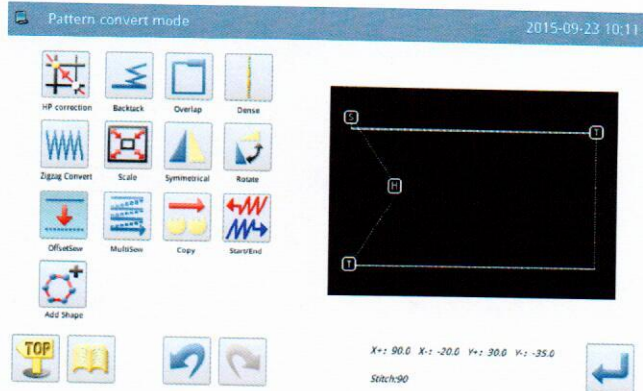 Pattern convert mode
2015-09-23 10:11
HP correction Backtack Overlap Dense
Zigzag Convert Scale Symmetrical Rotate
OffsetSew MultiSew Copy Start/End
Add Shape
S
T
H
T
TOP
X+: 90.0 X-: -20.0 Y+: 30.0 Y-: -35.0
Stitch:90